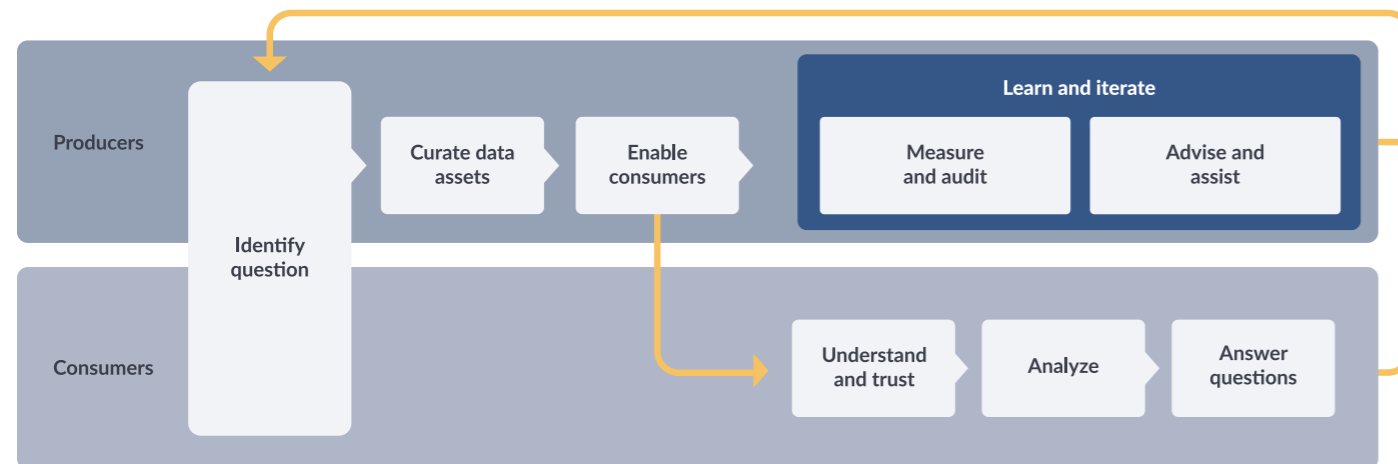 Learn and iterate
Producers
Curate data
assets
Enable
consumers
Measure
and audit
Advise and
assist
Identify
question
Consumers
Understand
and trust
Analyze
Answer
questions